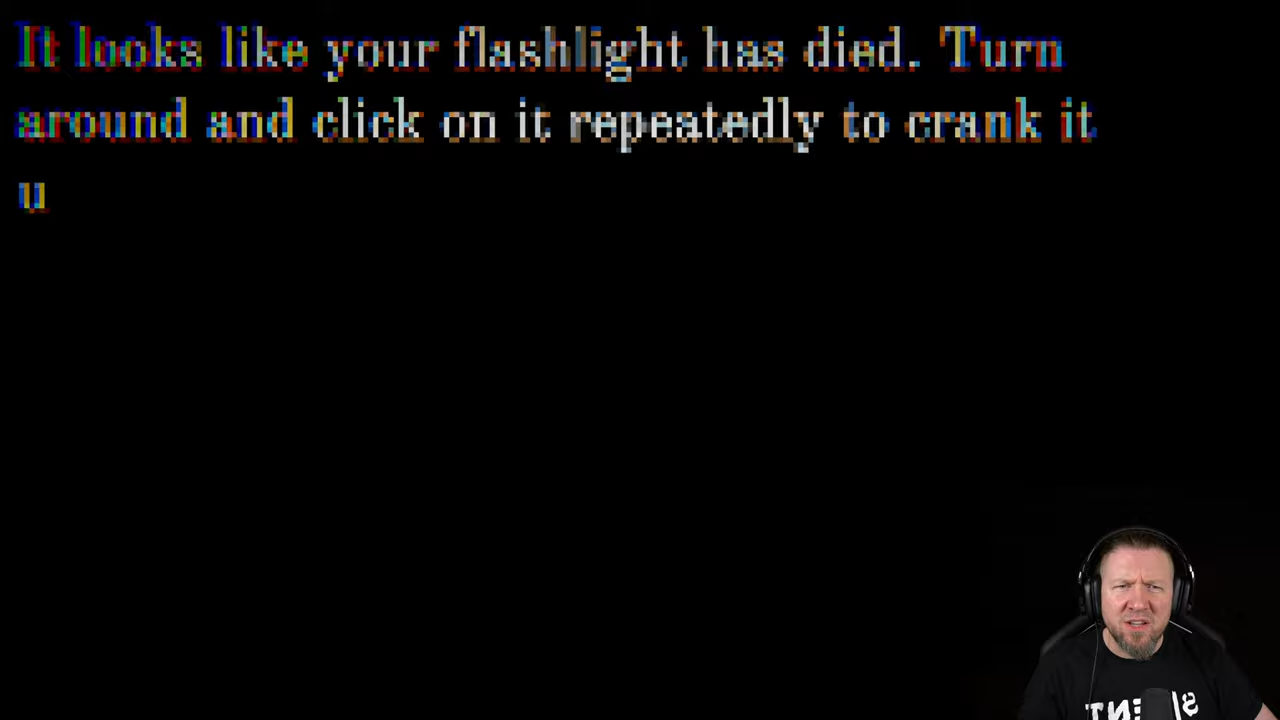 It looks like your flashlight has died. Turn
around and click on it repeatedly to crank it
u